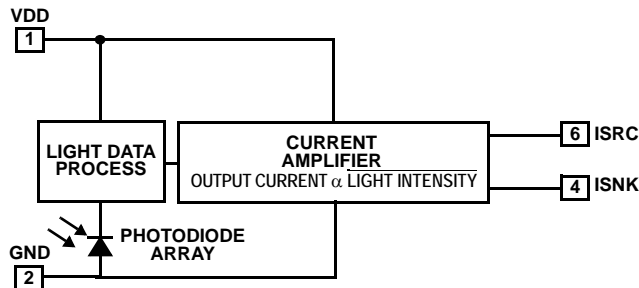 VDD
1
LIGHT DATA
PROCESS
CURRENT
AMPLIFIER
OUTPUT CURRENT α LIGHT INTENSITY
6 ISRC
4 ISNK
PHOTODIODE
ARRAY
GND
2